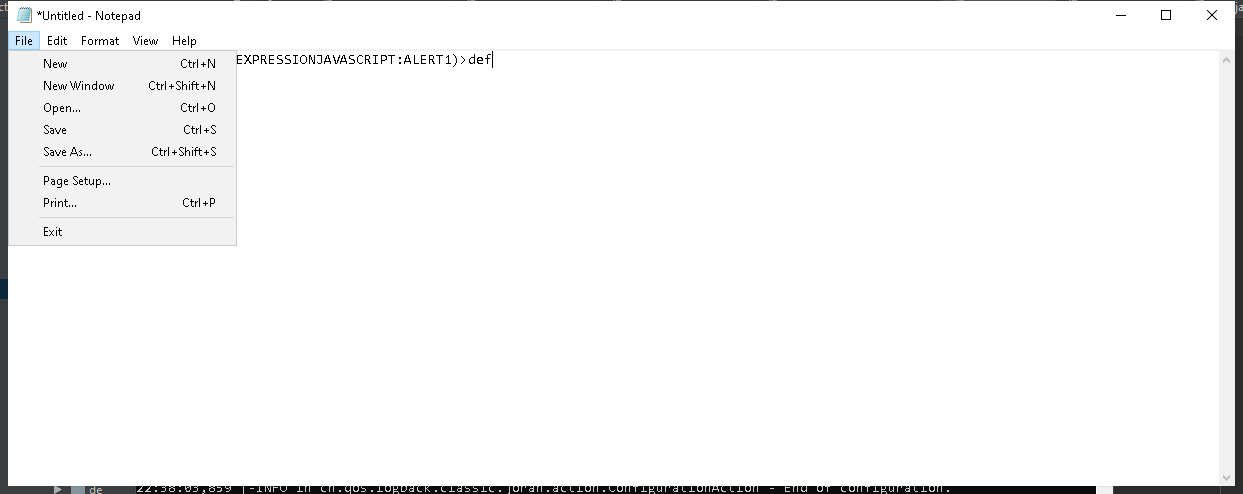 *Untitled - Notepad
File Edit Format View Help
EXPRESSIONJAVASCRIPT:ALERT1)>def
New Ctrl+N
New Window Ctrl+Shift+N
Open... Ctrl+O
Save Ctrl+S
Save As... Ctrl+Shift+S
Page Setup...
Print... Ctrl+P
Exit
de 22:38:03,859 |-INFO in ch.qos.logback.classic.joran.action.ConfigurationAction - End of configuration.